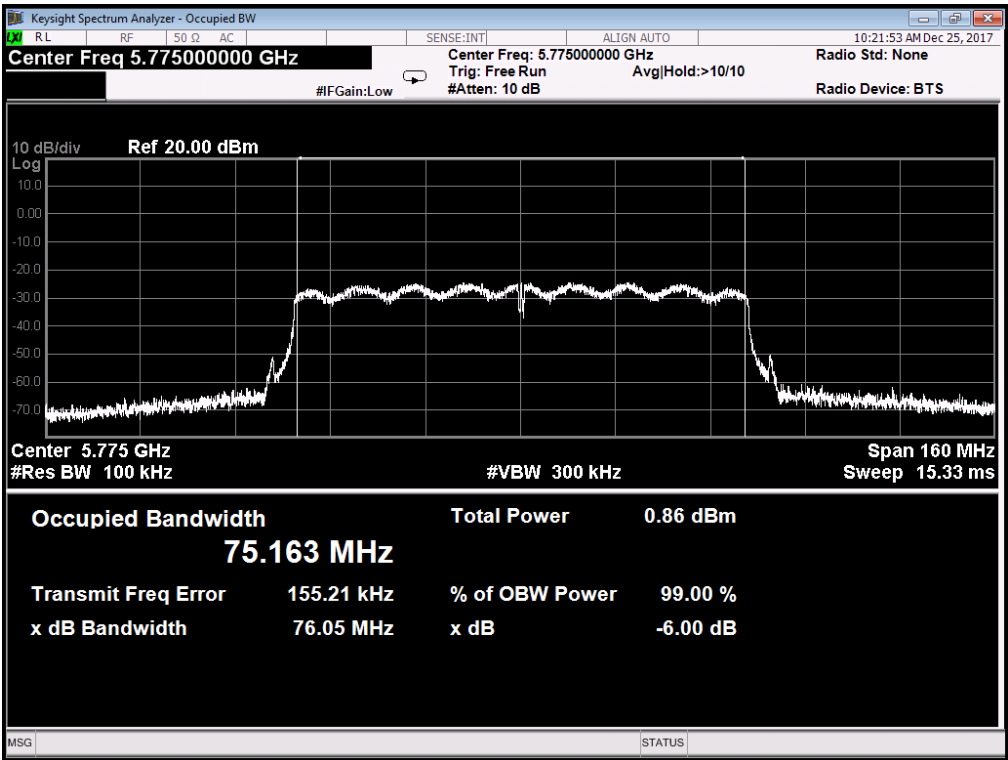 Keysight Spectrum Analyzer - Occupied BW
LXI RL RF 50 Ω AC SENSE:INT ALIGN AUTO 10:21:53 AM Dec 25, 2017
Center Freq 5.775000000 GHz Center Freq: 5.775000000 GHz Radio Std: None
Trig: Free Run Avg|Hold:>10/10
#IFGain:Low #Atten: 10 dB Radio Device: BTS
10 dB/div Ref 20.00 dBm
Log
10.0
0.00
-10.0
-20.0
-30.0
-40.0
-50.0
-60.0
-70.0
Center 5.775 GHz Span 160 MHz
#Res BW 100 kHz #VBW 300 kHz Sweep 15.33 ms
Occupied Bandwidth Total Power 0.86 dBm
75.163 MHz
Transmit Freq Error 155.21 kHz % of OBW Power 99.00 %
x dB Bandwidth 76.05 MHz x dB -6.00 dB
MSG STATUS